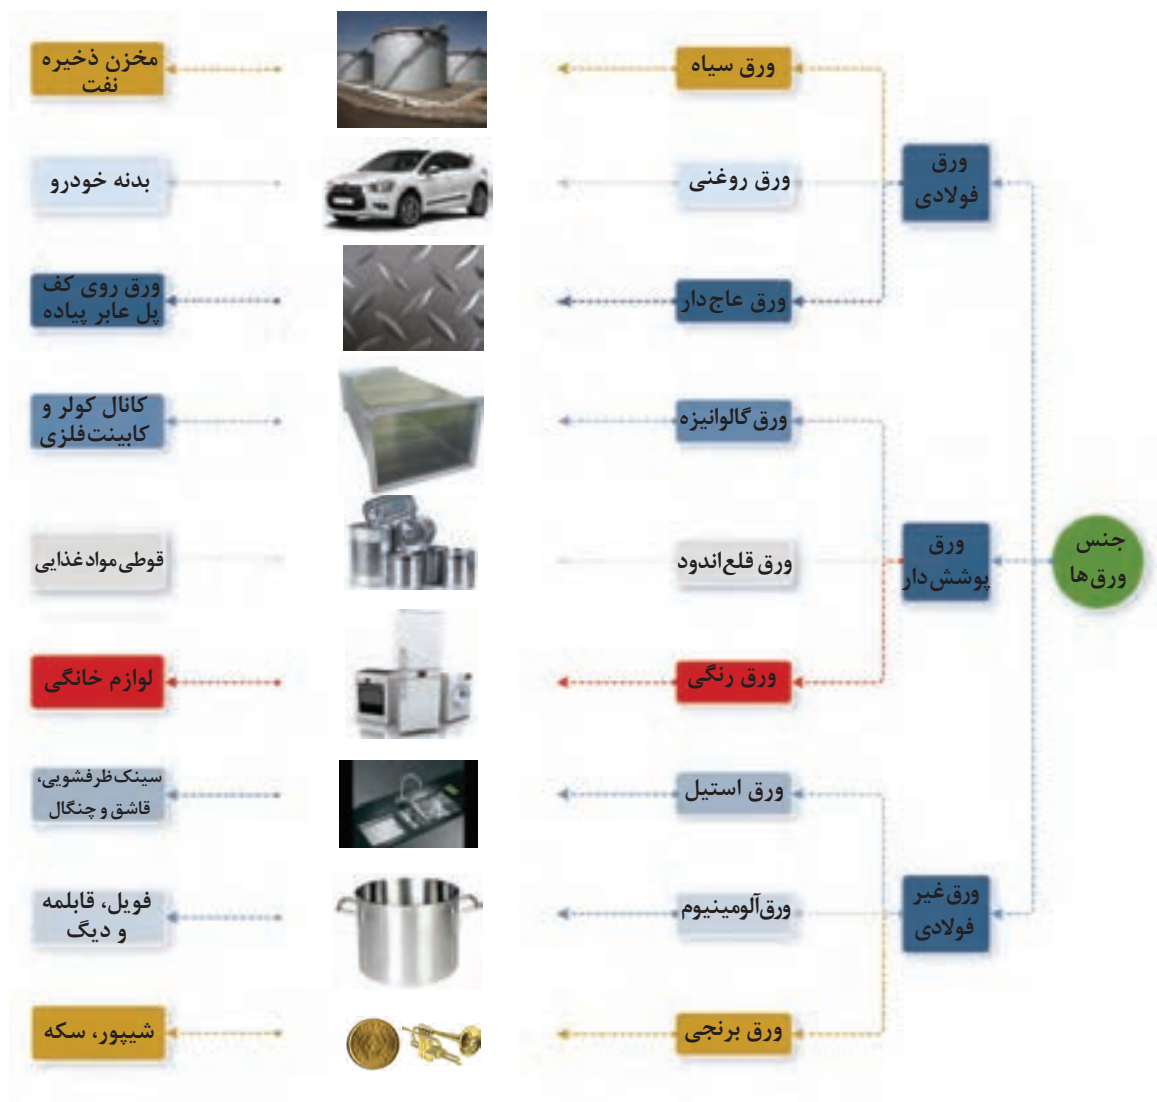 جنس
ورق‌ها
ورق
فولادی
ورق سیاه
مخزن ذخیره
نفت
ورق روغنی
بدنه خودرو
ورق عاج‌دار
ورق روی کف
پل عابر پیاده
ورق
پوشش‌دار
ورق گالوانیزه
کانال کولر و
کابینت فلزی
ورق قلع‌اندود
قوطی مواد غذایی
ورق رنگی
لوازم خانگی
ورق غیر
فولادی
ورق استیل
سینک ظرفشویی،
قاشق و چنگال
ورق آلومینیوم
فویل، قابلمه
و دیگ
ورق برنجی
شیپور، سکه